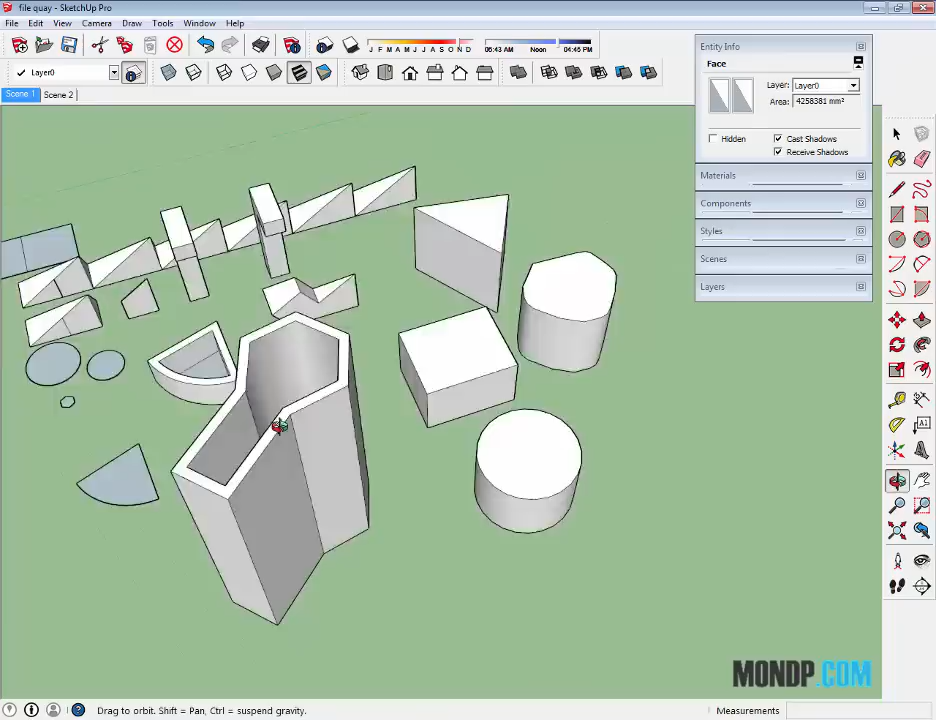 file quay - SketchUp Pro
File Edit View Camera Draw Tools Window Help
J F M A M J J A S O N D 06:43 AM Noon 04:45 PM
Layer0
Scene 1 Scene 2
Entity Info
Face
Layer: Layer0
Area: 4258381 mm²
Hidden Cast Shadows
Receive Shadows
Materials
Components
Styles
Scenes
Layers
A1
MONDP.COM
Drag to orbit. Shift = Pan, Ctrl = suspend gravity.
Measurements